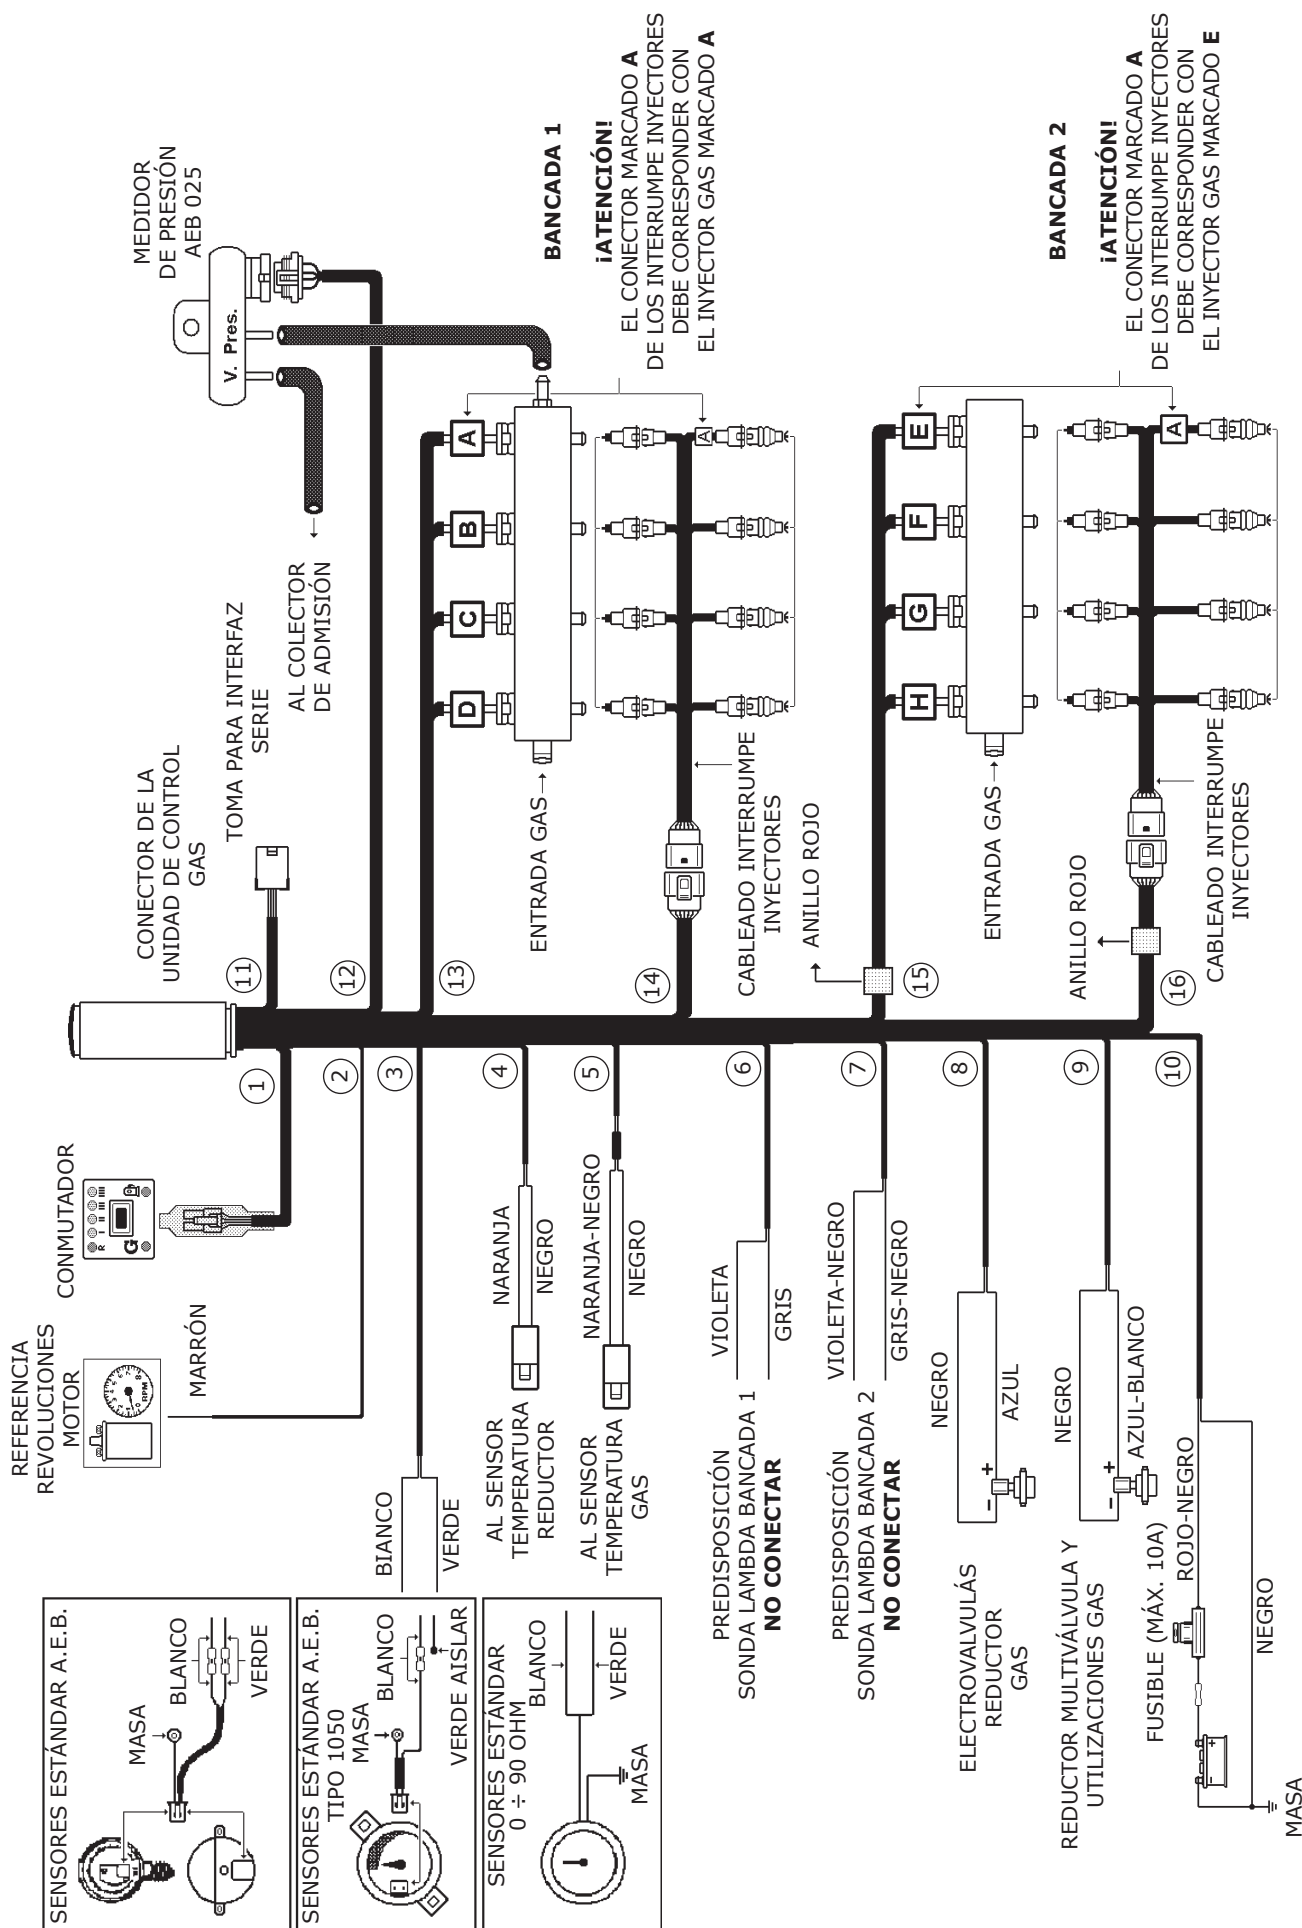 SENSORES ESTÁNDAR A.E.B.
MASA
BLANCO
VERDE
SENSORES ESTÁNDAR A.E.B.
TIPO 1050
MASA
BLANCO
VERDE AISLAR
SENSORES ESTÁNDAR
0 ÷ 90 OHM
BLANCO
VERDE
MASA
REFERENCIA
REVOLUCIONES
MOTOR
RPM
MARRÓN
CONMUTADOR
R I II III IIII
CONECTOR DE LA
UNIDAD DE CONTROL
GAS
TOMA PARA INTERFAZ
SERIE
AL COLECTOR
DE ADMISIÓN
MEDIDOR
DE PRESIÓN
AEB 025
V. Pres.
1
2
3
4
5
6
7
8
9
10
11
12
13
14
15
16
BIANCO
VERDE
AL SENSOR
TEMPERATURA
REDUCTOR
NARANJA
NEGRO
AL SENSOR
TEMPERATURA
GAS
NARANJA-NEGRO
NEGRO
PREDISPOSICIÓN
SONDA LAMBDA BANCADA 1
NO CONECTAR
VIOLETA
GRIS
PREDISPOSICIÓN
SONDA LAMBDA BANCADA 2
NO CONECTAR
VIOLETA-NEGRO
GRIS-NEGRO
ELECTROVALVULÁS
REDUCTOR
GAS
NEGRO
− +
AZUL
REDUCTOR MULTIVÁLVULA Y
UTILIZACIONES GAS
NEGRO
− +
AZUL-BLANCO
FUSIBLE (MÁX. 10A)
ROJO-NEGRO
NEGRO
- +
MASA
D C B A
ENTRADA GAS
A
CABLEADO INTERRUMPE
INYECTORES
BANCADA 1
¡ATENCIÓN!
EL CONECTOR MARCADO A
DE LOS INTERRUMPE INYECTORES
DEBE CORRESPONDER CON
EL INYECTOR GAS MARCADO A
ANILLO ROJO
H G F E
ENTRADA GAS
A
ANILLO ROJO
CABLEADO INTERRUMPE
INYECTORES
BANCADA 2
¡ATENCIÓN!
EL CONECTOR MARCADO A
DE LOS INTERRUMPE INYECTORES
DEBE CORRESPONDER CON
EL INYECTOR GAS MARCADO E